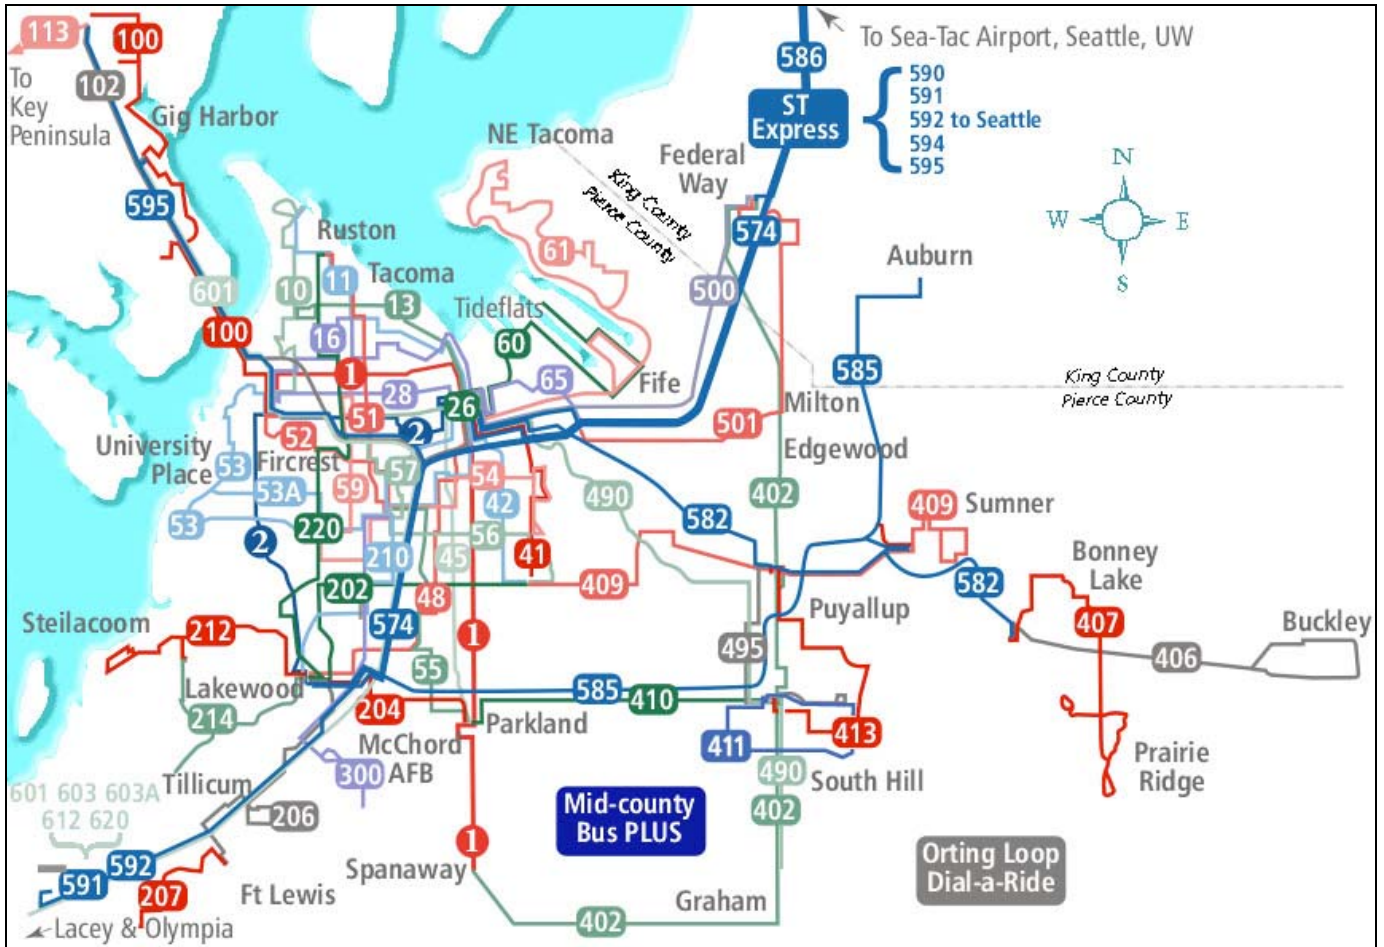 113
100
586
To Sea-Tac Airport, Seattle, UW
To
Key
Peninsula
102
Gig Harbor
ST
Express
590
591
592 to Seattle
594
595
NE Tacoma
Federal
Way
King County
Pierce County
N
W
E
S
595
Ruston
61
574
Auburn
601
10
11
Tacoma
13
500
Tideflats
100
16
60
1
28
65
Fife
585
King County
Pierce County
51
26
2
501
Milton
52
University
Place
53
Fircrest
57
Edgewood
53A
59
54
42
490
402
409
Sumner
53
220
582
2
210
45
56
41
Bonney
Lake
202
48
409
582
Steilacoom
212
574
1
Puyallup
407
Buckley
495
406
55
Lakewood
585
410
204
Parkland
214
McChord
AFB
411
413
300
490
South Hill
Prairie
Ridge
Tillicum
601 603 603A
612 620
206
Mid-county
Bus PLUS
402
1
592
591
Spanaway
Orting Loop
Dial-a-Ride
207
Ft Lewis
Graham
402
Lacey & Olympia